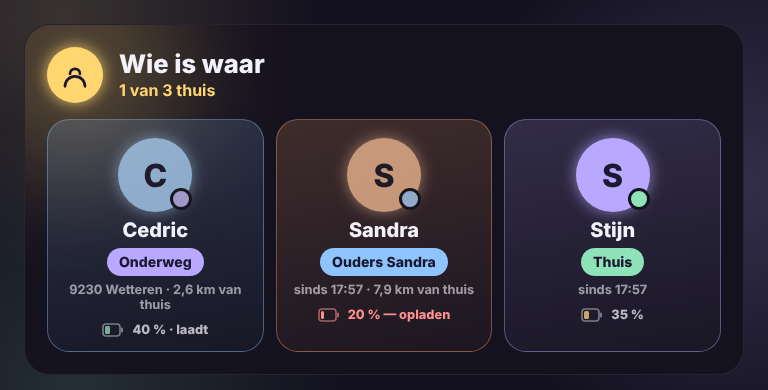 Wie is waar
1 van 3 thuis
C
Cedric
Onderweg
9230 Wetteren · 2,6 km van
thuis
40 % · laadt
S
Sandra
Ouders Sandra
sinds 17:57 · 7,9 km van thuis
20 % — opladen
S
Stijn
Thuis
sinds 17:57
35 %